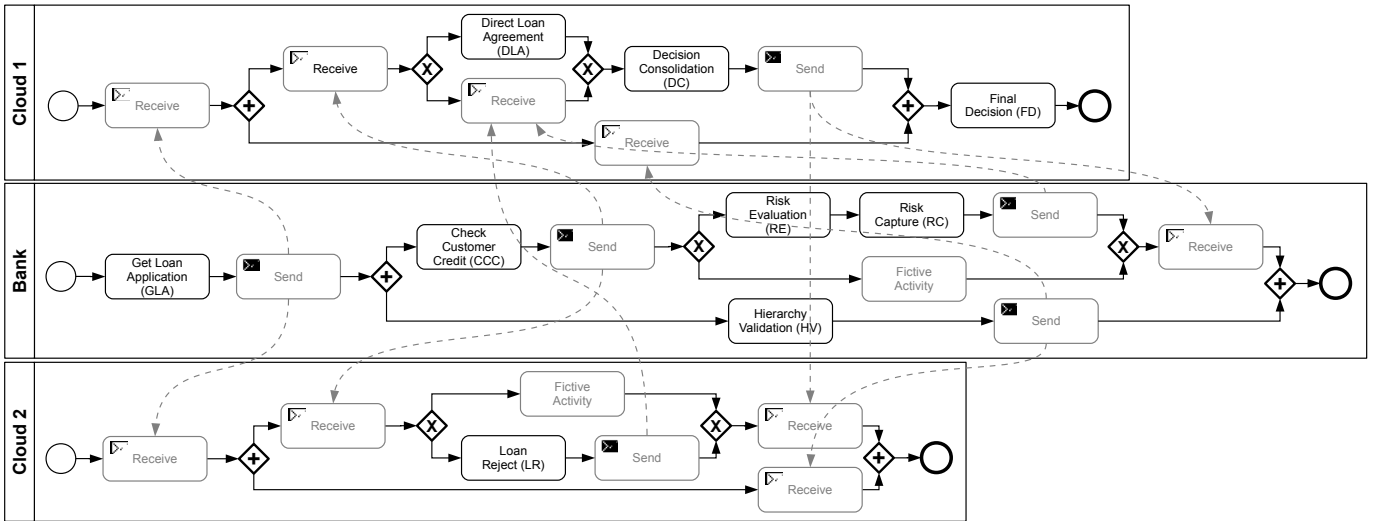 Cloud 1
Receive
Receive
Direct Loan
Agreement
(DLA)
Receive
Decision
Consolidation
(DC)
Send
Receive
Final
Decision (FD)
X
X
Bank
Get Loan
Application
(GLA)
Send
Check
Customer
Credit (CCC)
Send
Risk
Evaluation
(RE)
Risk
Capture (RC)
Send
Fictive
Activity
Receive
Hierarchy
Validation (HV)
Send
X
X
Cloud 2
Receive
Receive
Fictive
Activity
Loan
Reject (LR)
Send
Receive
Receive
X
X